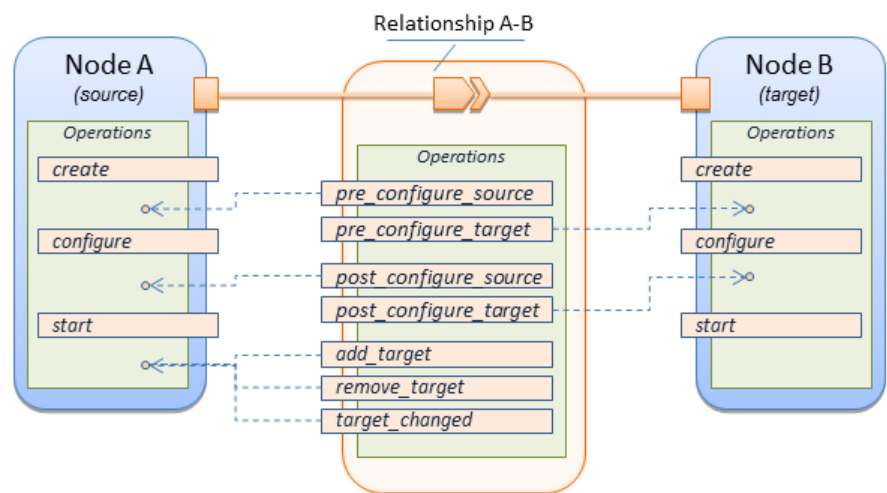 Relationship A-B
Node A
(source)
Operations
create
configure
start
Operations
pre_configure_source
pre_configure_target
post_configure_source
post_configure_target
add_target
remove_target
target_changed
Node B
(target)
Operations
create
configure
start